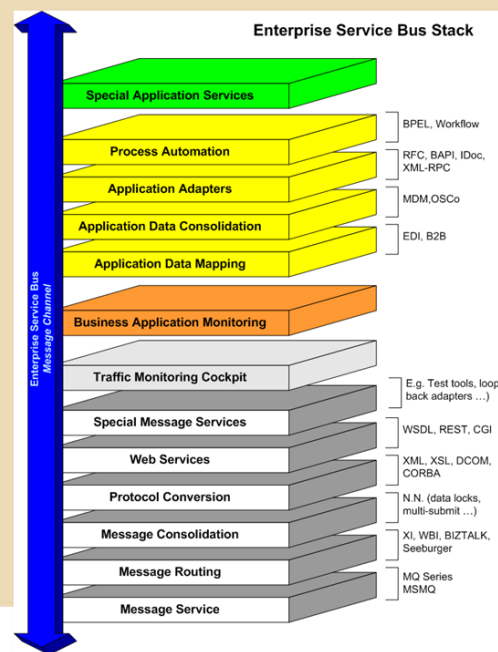 Enterprise Service Bus Stack
Special Application Services
BPEL, Workflow
Process Automation
RFC, BAPI, IDoc,
XML-RPC
Application Adapters
MDM,OSCo
Application Data Consolidation
EDI, B2B
Application Data Mapping
Business Application Monitoring
Traffic Monitoring Cockpit
E.g. Test tools, loop
back adapters ...)
Special Message Services
WSDL, REST, CGI
Web Services
XML, XSL, DCOM,
CORBA
Protocol Conversion
N.N. (data locks,
multi-submit ...)
Message Consolidation
XI, WBI, BIZTALK,
Seeburger
Message Routing
MQ Series
MSMQ
Message Service
Enterprise Service Bus
Message Channel